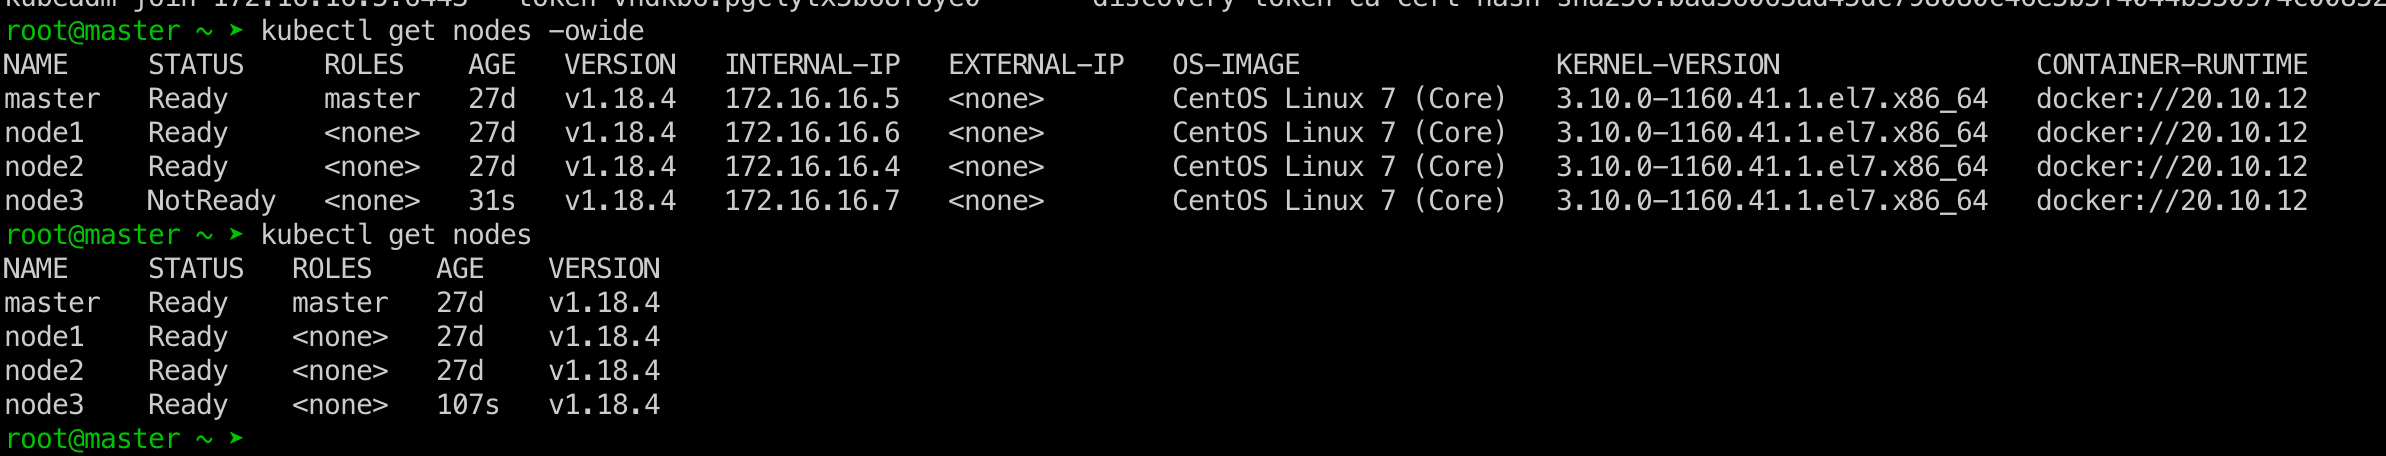 root@master ~ ➤ kubectl get nodes -owide
NAME STATUS ROLES AGE VERSION INTERNAL-IP EXTERNAL-IP OS-IMAGE KERNEL-VERSION CONTAINER-RUNTIME
master Ready master 27d v1.18.4 172.16.16.5 <none> CentOS Linux 7 (Core) 3.10.0-1160.41.1.el7.x86_64 docker://20.10.12
node1 Ready <none> 27d v1.18.4 172.16.16.6 <none> CentOS Linux 7 (Core) 3.10.0-1160.41.1.el7.x86_64 docker://20.10.12
node2 Ready <none> 27d v1.18.4 172.16.16.4 <none> CentOS Linux 7 (Core) 3.10.0-1160.41.1.el7.x86_64 docker://20.10.12
node3 NotReady <none> 31s v1.18.4 172.16.16.7 <none> CentOS Linux 7 (Core) 3.10.0-1160.41.1.el7.x86_64 docker://20.10.12
root@master ~ ➤ kubectl get nodes
NAME STATUS ROLES AGE VERSION
master Ready master 27d v1.18.4
node1 Ready <none> 27d v1.18.4
node2 Ready <none> 27d v1.18.4
node3 Ready <none> 107s v1.18.4
root@master ~ ➤